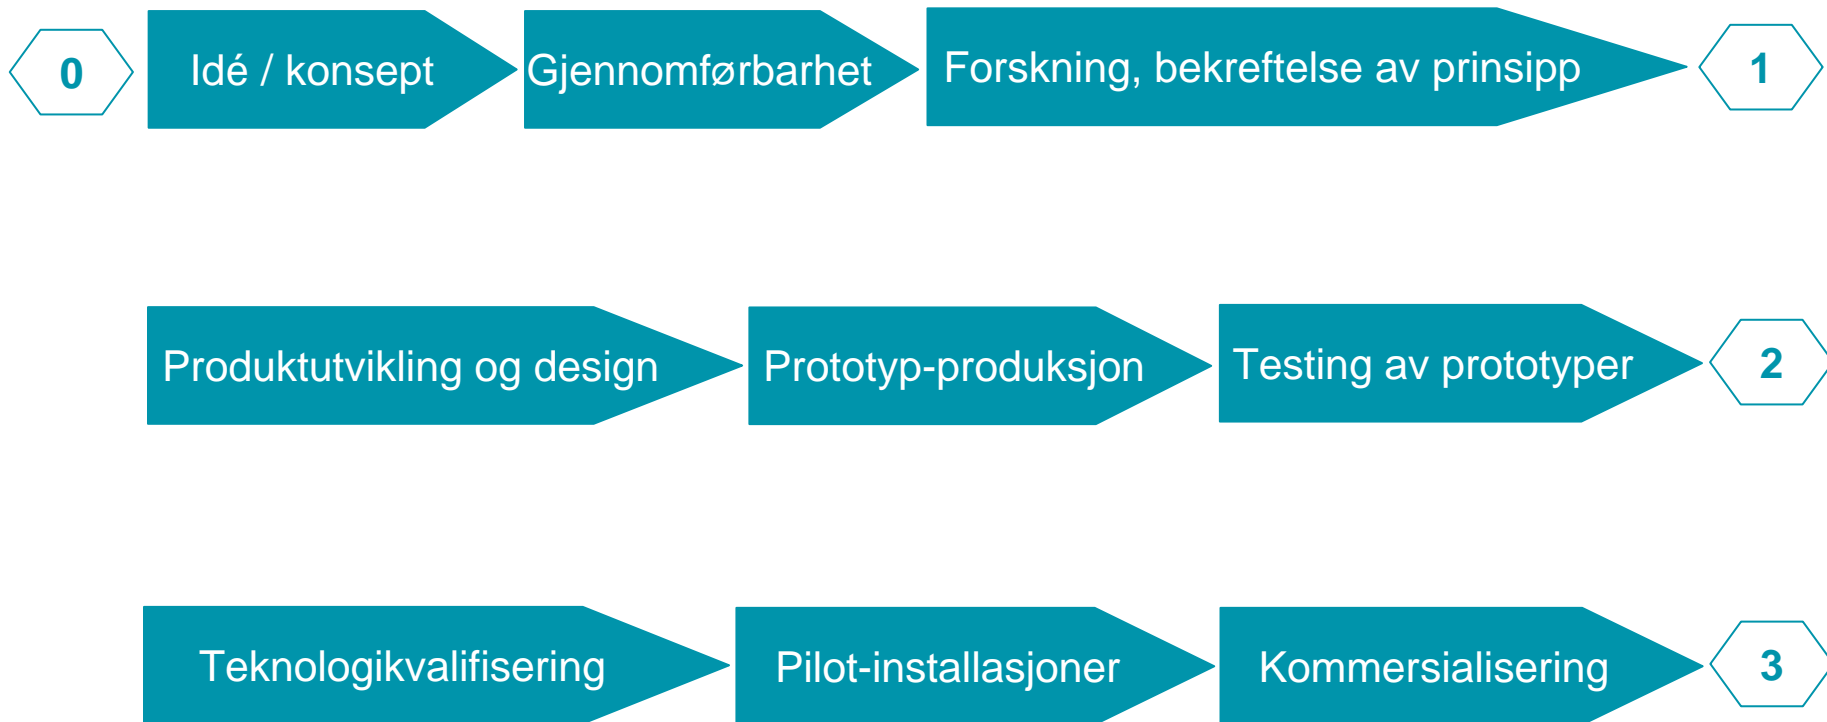 0
Idé / konsept
Gjennomførbarhet
Forskning, bekreftelse av prinsipp
1
Produktutvikling og design
Prototyp-produksjon
Testing av prototyper
2
Teknologikvalifisering
Pilot-installasjoner
Kommersialisering
3